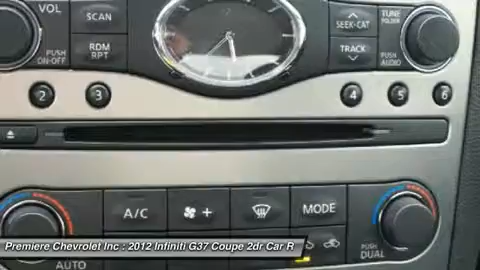 VOL
SCAN
SEEK•CAT
TUNE
FOLDER
PUSH
ON•OFF
RDM
RPT
TRACK
PUSH
AUDIO
2
3
4
5
6
A/C
+
MODE
PUSH
DUAL
AUTO
Premiere Chevrolet Inc : 2012 Infiniti G37 Coupe 2dr Car R